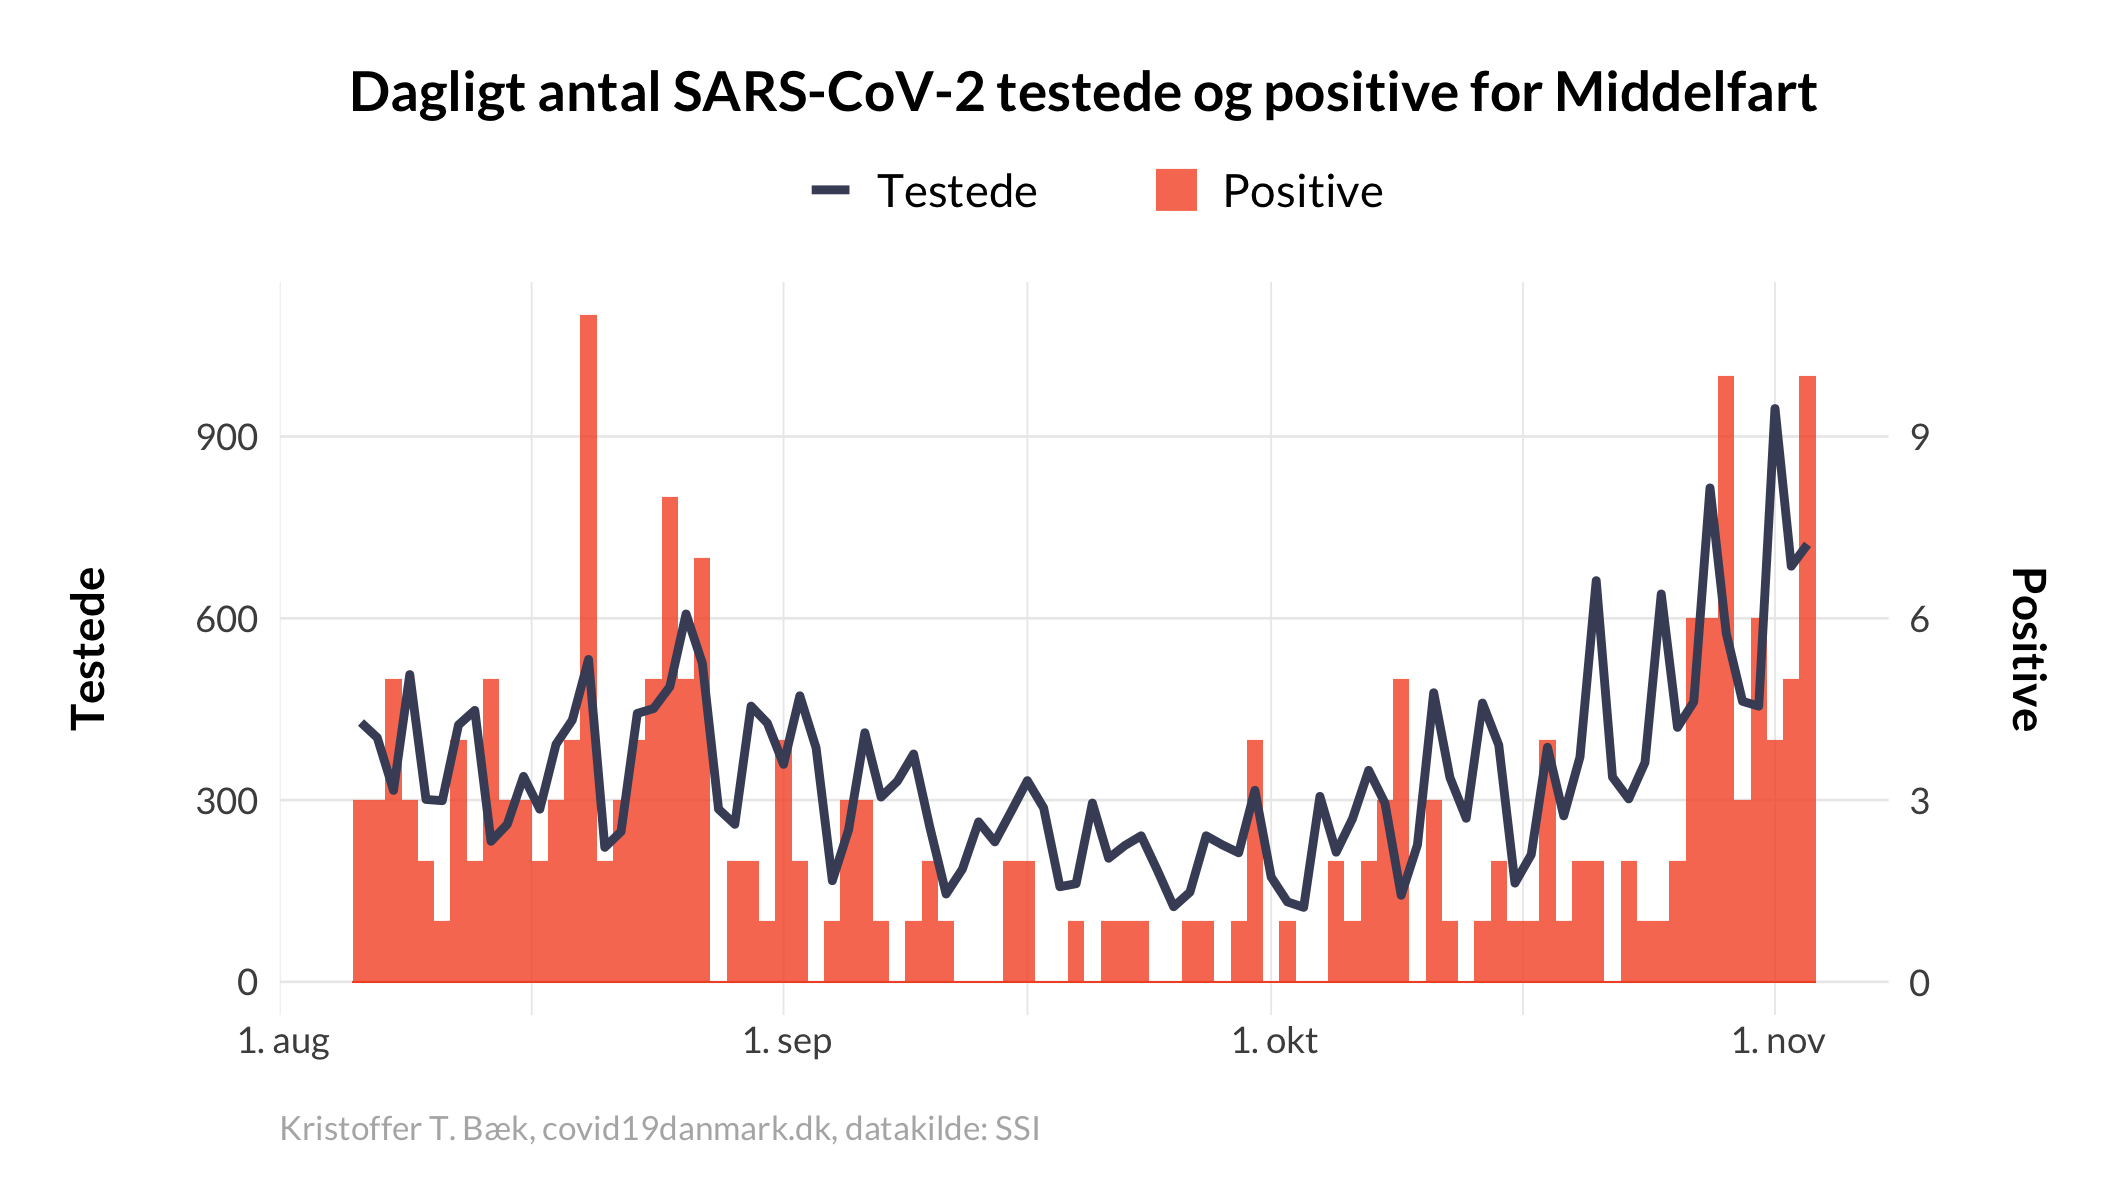 Dagligt antal SARS-CoV-2 testede og positive for Middelfart
Testede
Positive
900
600
300
0
Testede
9
6
3
0
Positive
1. aug
1. sep
1. okt
1. nov
Kristoffer T. Bæk, covid19danmark.dk, datakilde: SSI